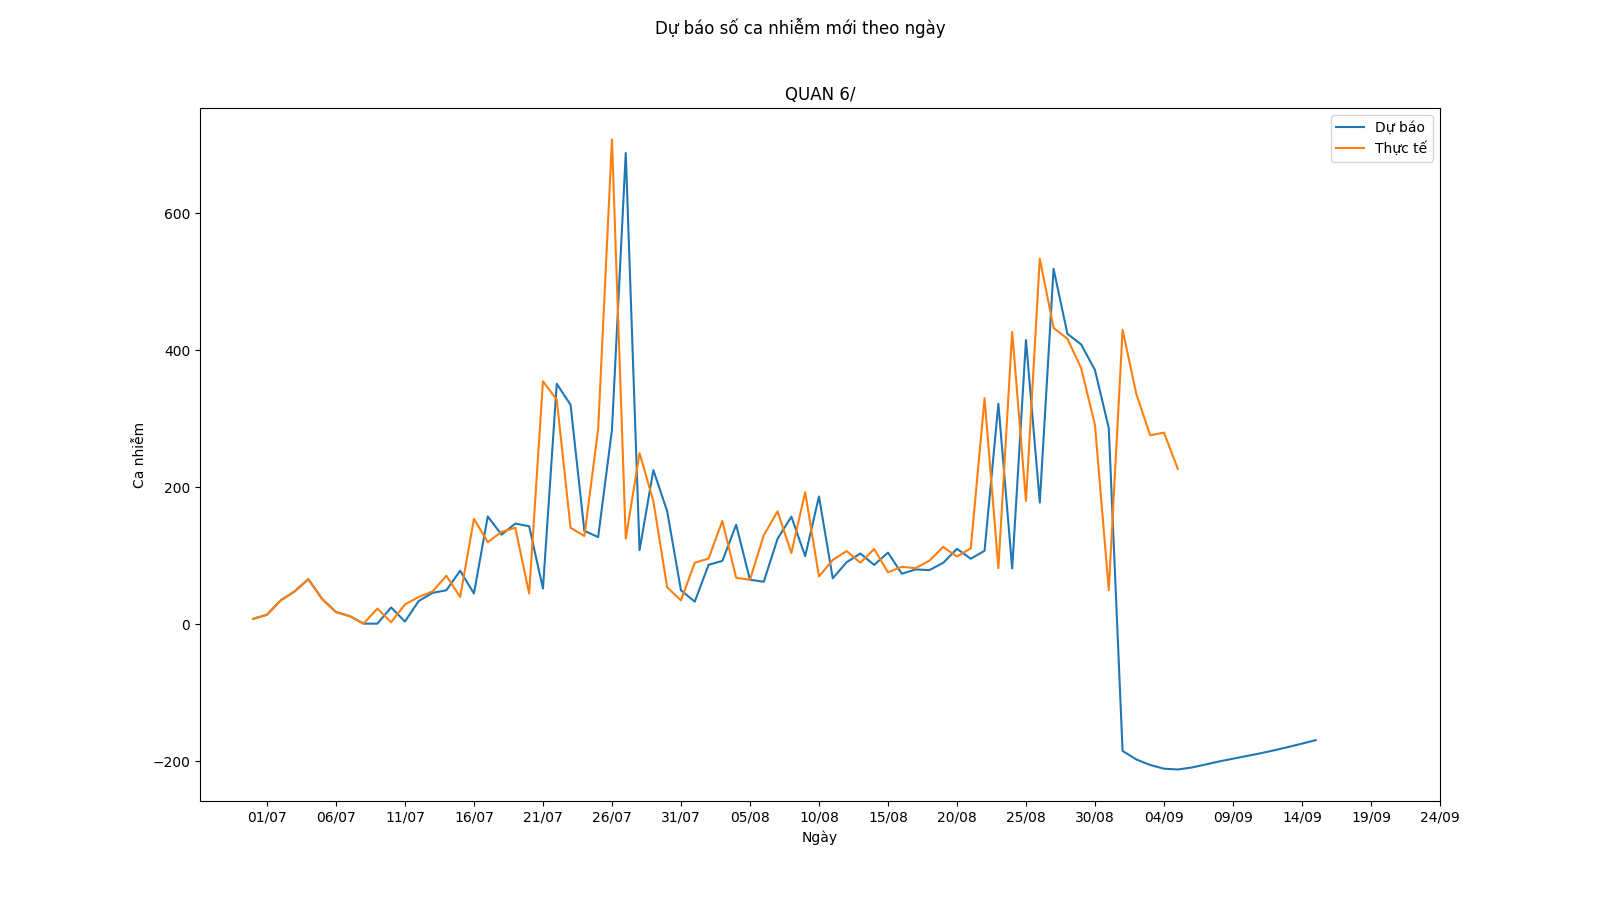 Dự báo số ca nhiễm mới theo ngày
QUAN 6/
Dự báo
Thực tế
600
400
200
0
−200
Ca nhiễm
01/07 06/07 11/07 16/07 21/07 26/07 31/07 05/08 10/08 15/08 20/08 25/08 30/08 04/09 09/09 14/09 19/09 24/09
Ngày